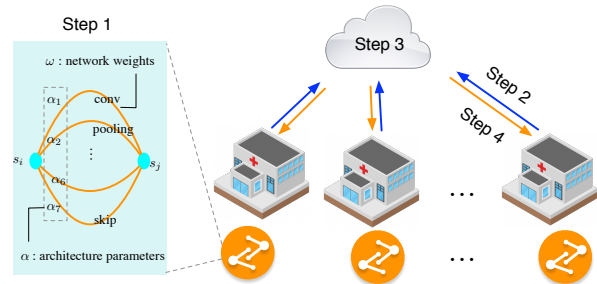 Step 1
ω : network weights
α1
conv
α2
pooling
⋮
si
sj
α6
α7
skip
α : architecture parameters
Step 3
Step 2
Step 4
...
...